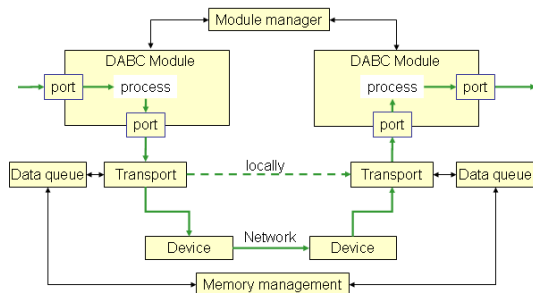 Module manager
DABC Module
DABC Module
port
process
process
port
port
port
locally
Data queue
Transport
Transport
Data queue
Network
Device
Device
Memory management